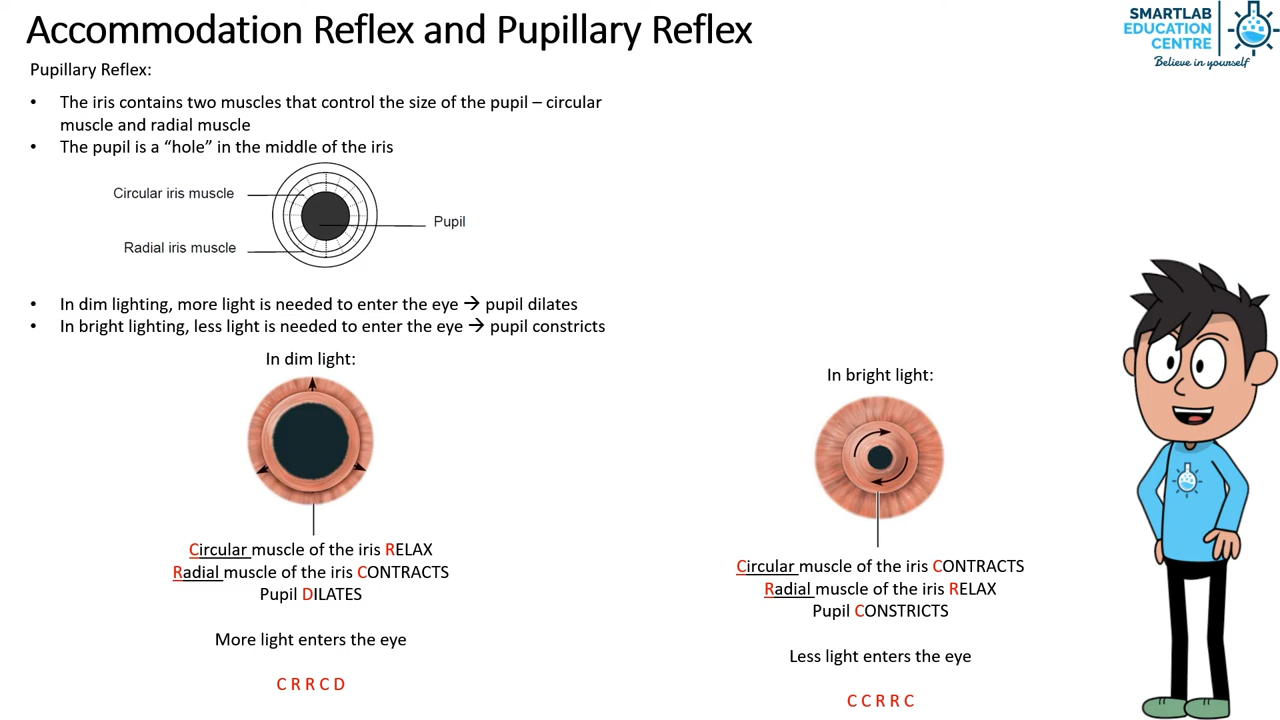 Accommodation Reflex and Pupillary Reflex
SMARTLAB
EDUCATION
CENTRE
Believe in yourself
Pupillary Reflex:
• The iris contains two muscles that control the size of the pupil – circular
muscle and radial muscle
• The pupil is a “hole” in the middle of the iris
Circular iris muscle
Pupil
Radial iris muscle
• In dim lighting, more light is needed to enter the eye → pupil dilates
• In bright lighting, less light is needed to enter the eye → pupil constricts
In dim light:
Circular muscle of the iris RELAX
Radial muscle of the iris CONTRACTS
Pupil DILATES
More light enters the eye
C R R C D
In bright light:
Circular muscle of the iris CONTRACTS
Radial muscle of the iris RELAX
Pupil CONSTRICTS
Less light enters the eye
C C R R C